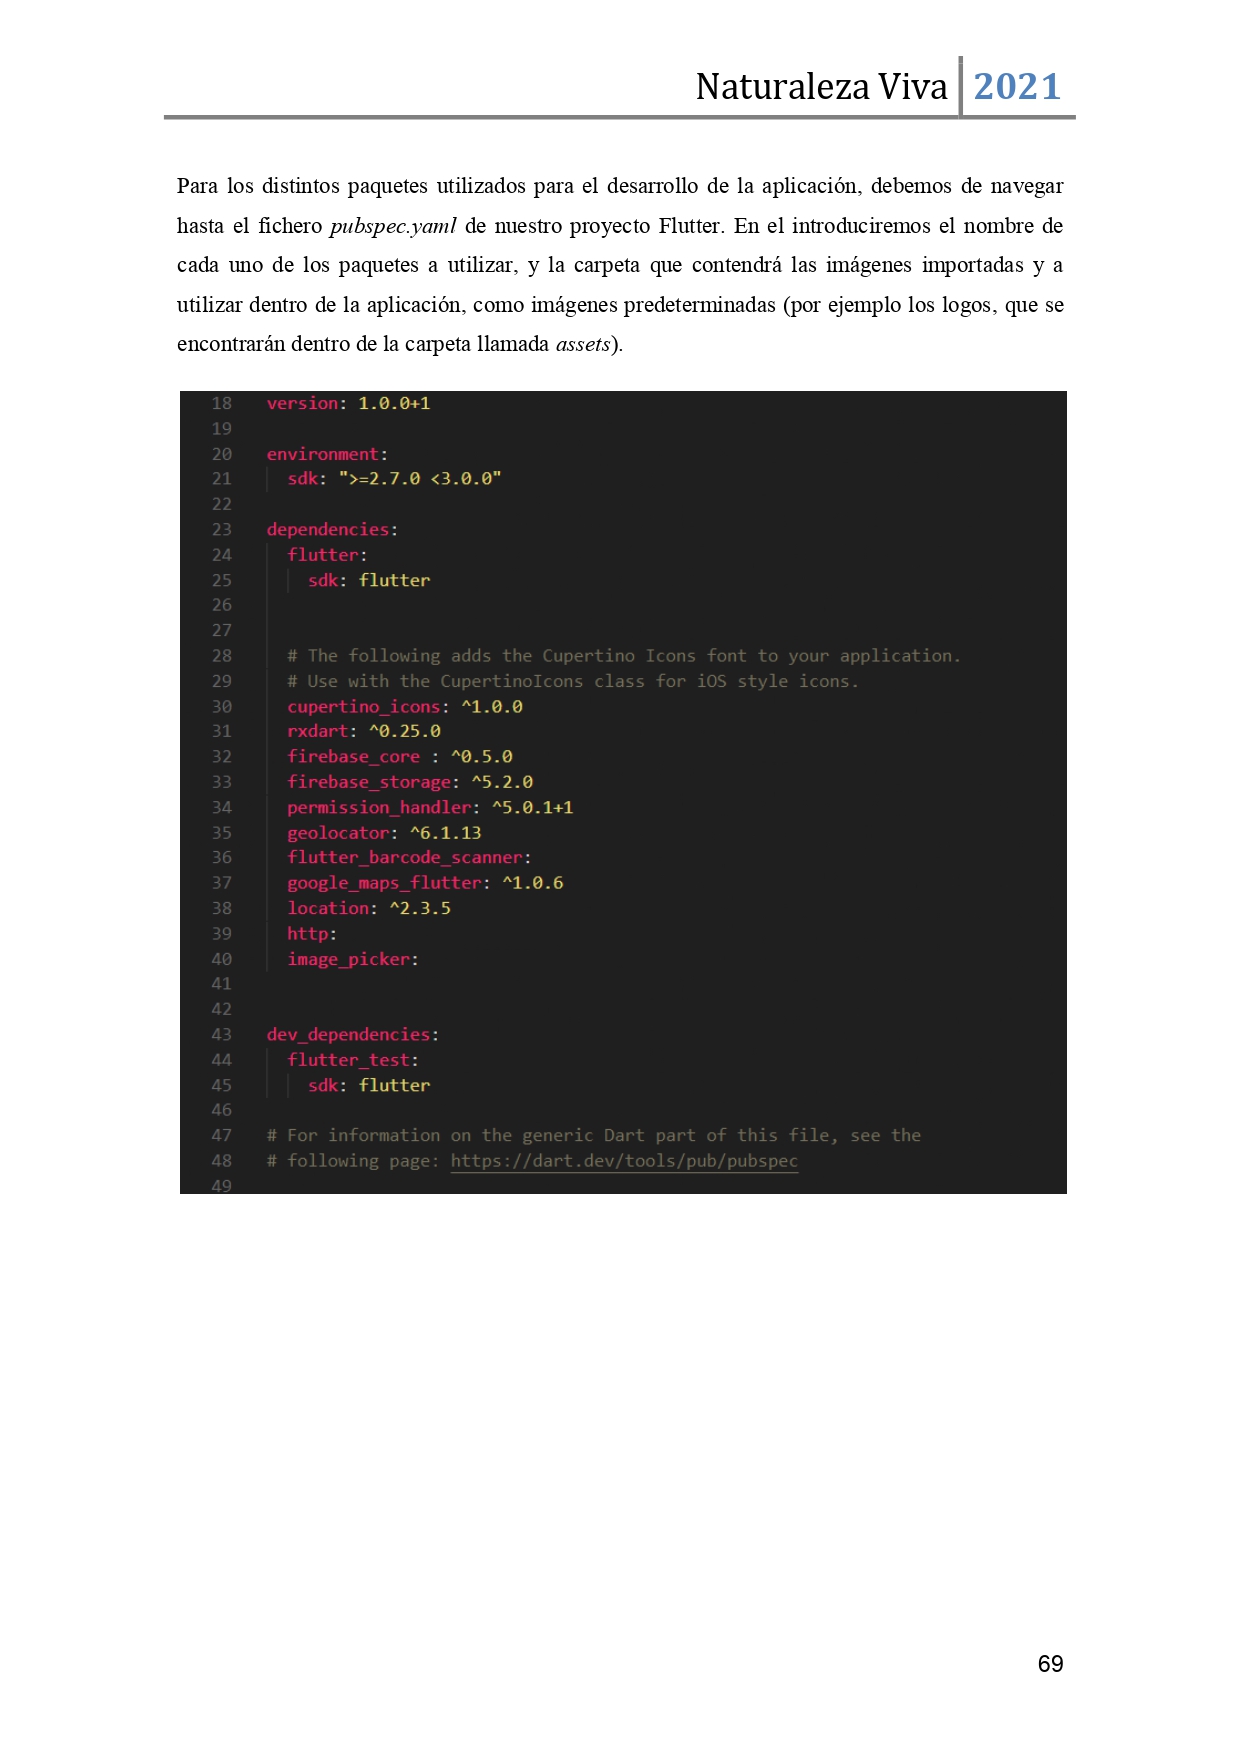 Naturaleza Viva 2021
Para los distintos paquetes utilizados para el desarrollo de la aplicación, debemos de navegar
hasta el fichero pubspec.yaml de nuestro proyecto Flutter. En el introduciremos el nombre de
cada uno de los paquetes a utilizar, y la carpeta que contendrá las imágenes importadas y a
utilizar dentro de la aplicación, como imágenes predeterminadas (por ejemplo los logos, que se
encontrarán dentro de la carpeta llamada assets).
18 version: 1.0.0+1
19
20 environment:
21 sdk: ">=2.7.0 <3.0.0"
22
23 dependencies:
24 flutter:
25 sdk: flutter
26
27
28 # The following adds the Cupertino Icons font to your application.
29 # Use with the CupertinoIcons class for iOS style icons.
30 cupertino_icons: ^1.0.0
31 rxdart: ^0.25.0
32 firebase_core : ^0.5.0
33 firebase_storage: ^5.2.0
34 permission_handler: ^5.0.1+1
35 geolocator: ^6.1.13
36 flutter_barcode_scanner:
37 google_maps_flutter: ^1.0.6
38 location: ^2.3.5
39 http:
40 image_picker:
41
42
43 dev_dependencies:
44 flutter_test:
45 sdk: flutter
46
47 # For information on the generic Dart part of this file, see the
48 # following page: https://dart.dev/tools/pub/pubspec
49
69